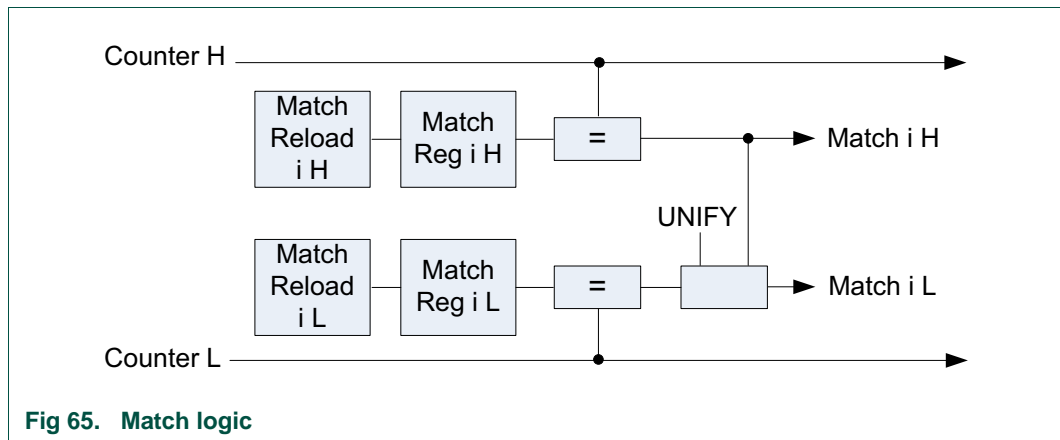 Counter H
Match
Reload
i H
Match
Reg i H
=
Match i H
UNIFY
Match
Reload
i L
Match
Reg i L
=
Match i L
Counter L
Fig 65. Match logic